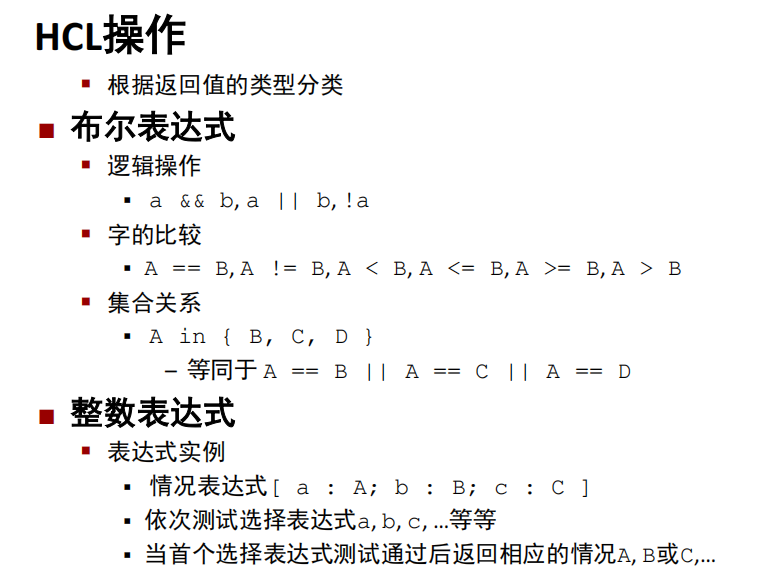 HCL操作
根据返回值的类型分类
布尔表达式
逻辑操作
a && b, a || b, !a
字的比较
A == B, A != B, A < B, A <= B, A >= B, A > B
集合关系
A in { B, C, D }
– 等同于 A == B || A == C || A == D
整数表达式
表达式实例
情况表达式[ a : A; b : B; c : C ]
依次测试选择表达式a, b, c, …等等
当首个选择表达式测试通过后返回相应的情况A, B或C,…